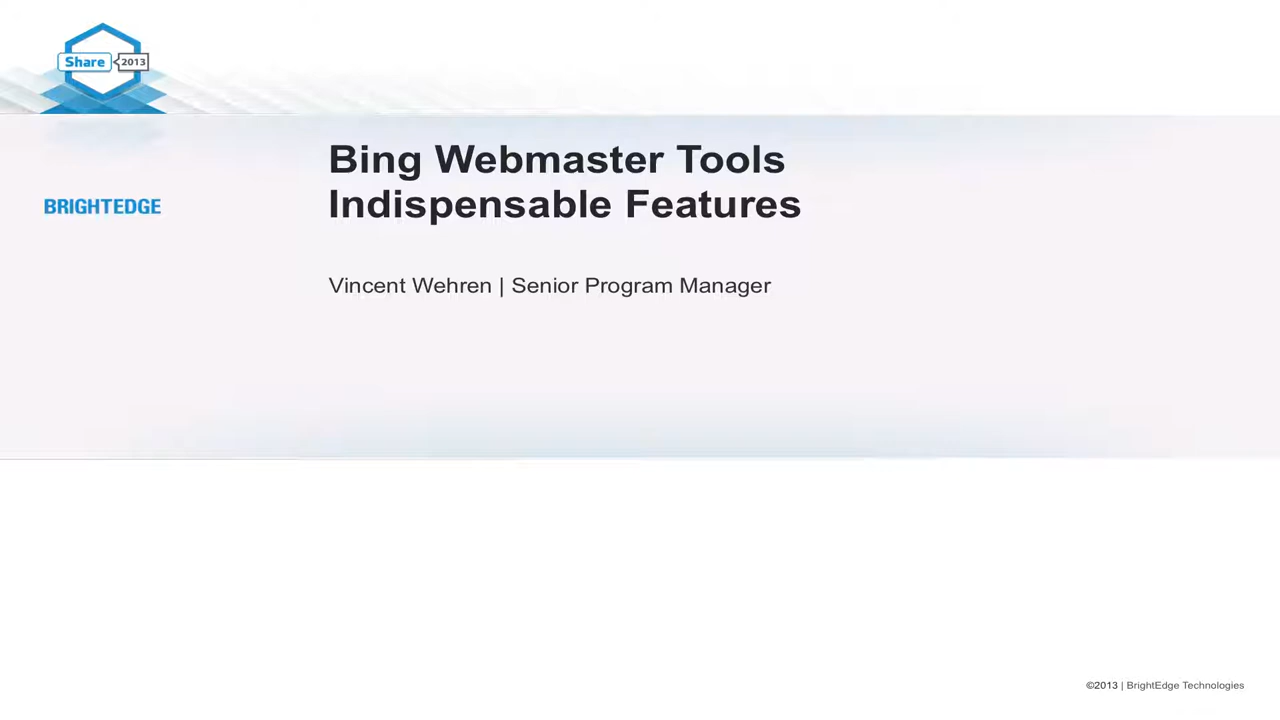 Share 2013
Bing Webmaster Tools
Indispensable Features
BRIGHTEDGE
Vincent Wehren | Senior Program Manager
©2013 | BrightEdge Technologies